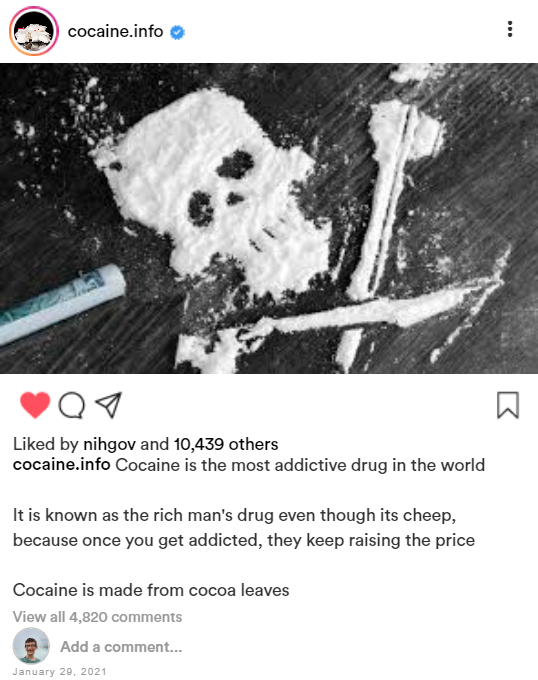 cocaine.info
Liked by nihgov and 10,439 others
cocaine.info Cocaine is the most addictive drug in the world
It is known as the rich man's drug even though its cheep,
because once you get addicted, they keep raising the price
Cocaine is made from cocoa leaves
View all 4,820 comments
Add a comment...
January 29, 2021